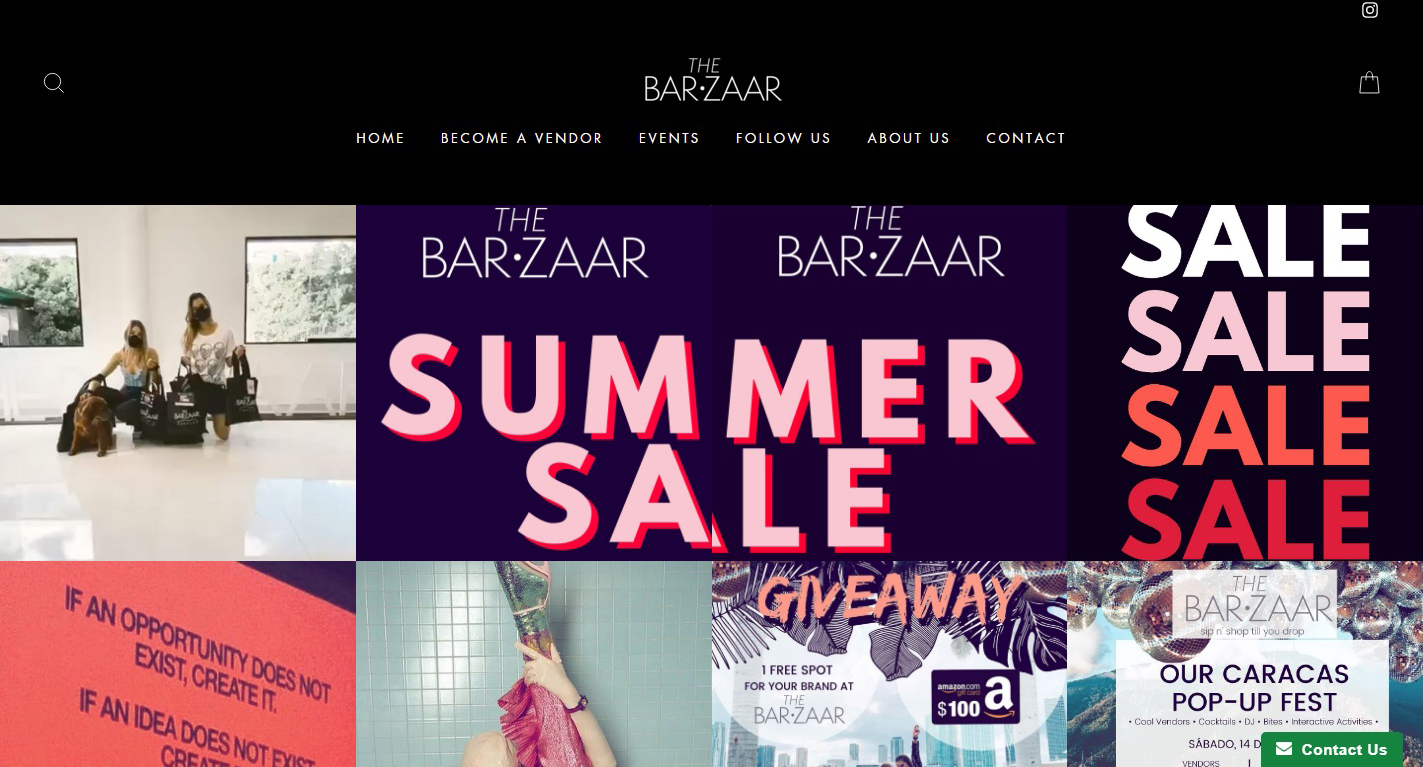 THE
BAR•ZAAR
HOME BECOME A VENDOR EVENTS FOLLOW US ABOUT US CONTACT
THE
BAR•ZAAR
SUMMER
SALE
THE
BAR•ZAAR
SALE
SALE
SALE
SALE
IF AN OPPORTUNITY DOES NOT
EXIST, CREATE IT.
IF AN IDEA DOES NOT EXIST
CREATE
GIVEAWAY
1 FREE SPOT
FOR YOUR BRAND AT
THE
BAR•ZAAR
amazon.com
gift card
$100
a
THE
BAR•ZAAR
sip n' shop till you drop
OUR CARACAS
POP-UP FEST
• Cool Vendors • Cocktails • DJ • Bites • Interactive Activities •
SÁBADO, 14 D
VENDORS
Contact Us